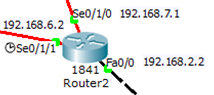 Se0/1/0 192.168.7.1
192.168.6.2
Se0/1/1
Fa0/0 192.168.2.2
1841
Router2